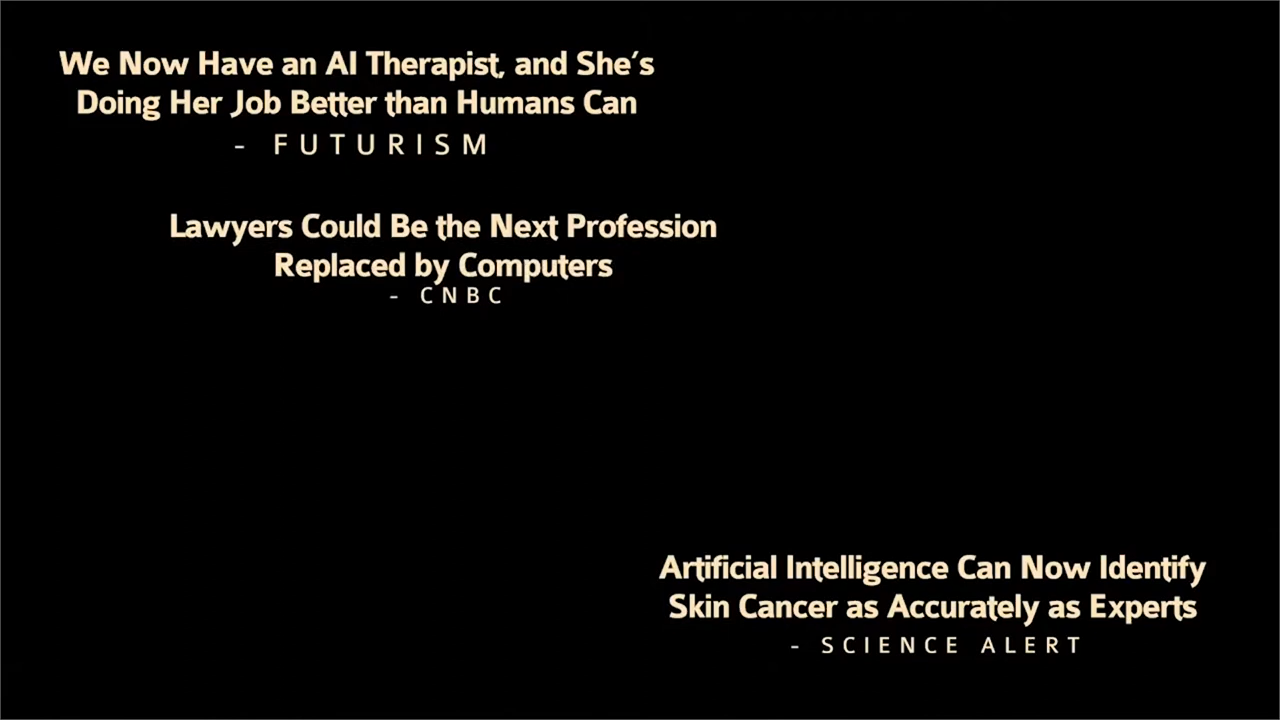 We Now Have an AI Therapist, and She's
Doing Her Job Better than Humans Can
- FUTURISM
Lawyers Could Be the Next Profession
Replaced by Computers
- CNBC
Artificial Intelligence Can Now Identify
Skin Cancer as Accurately as Experts
- SCIENCE ALERT